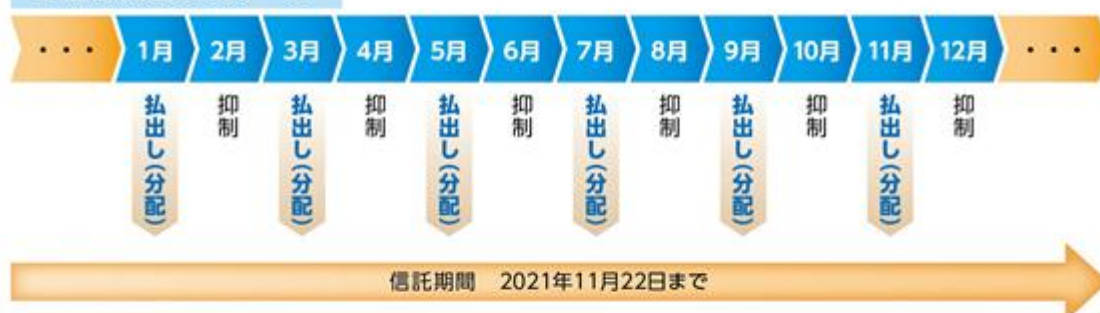 ・・・ 1月 2月 3月 4月 5月 6月 7月 8月 9月 10月 11月 12月 ・・・
払出し(分配) 抑制 払出し(分配) 抑制 払出し(分配) 抑制 払出し(分配) 抑制 払出し(分配) 抑制 払出し(分配) 抑制
信託期間　2021年11月22日まで